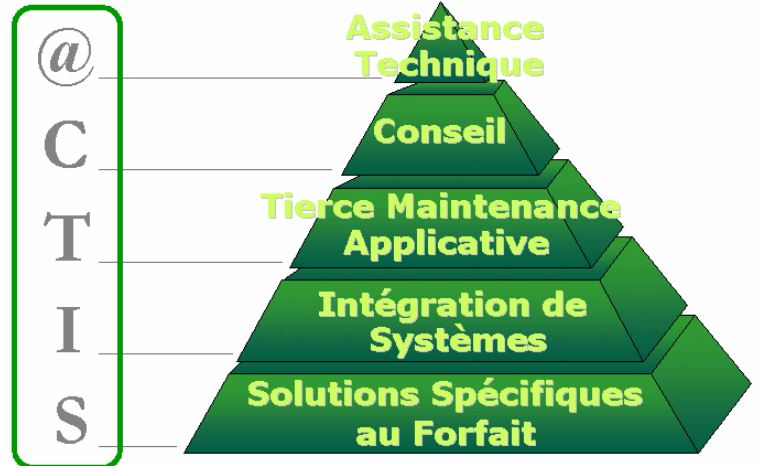 @
Assistance
Technique
C
Conseil
T
Tierce Maintenance
Applicative
I
Intégration de
Systèmes
S
Solutions Spécifiques
au Forfait